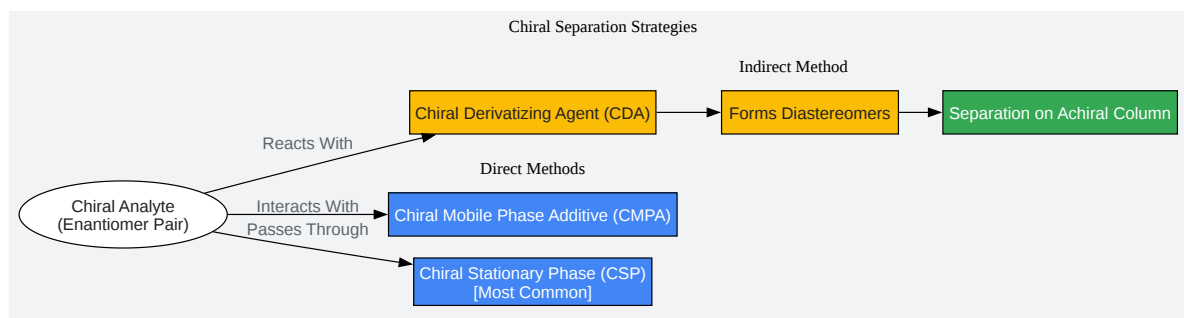 Chiral Separation Strategies
Indirect Method
Chiral Derivatizing Agent (CDA)
Forms Diastereomers
Separation on Achiral Column
Reacts With
Direct Methods
Chiral Analyte
(Enantiomer Pair)
Interacts With
Chiral Mobile Phase Additive (CMPA)
Passes Through
Chiral Stationary Phase (CSP)
[Most Common]